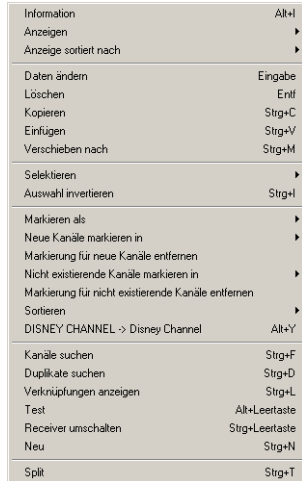 Information Alt+I
Anzeigen
Anzeige sortiert nach
Daten ändern Eingabe
Löschen Entf
Kopieren Strg+C
Einfügen Strg+V
Verschieben nach Strg+M
Selektieren
Auswahl invertieren Strg+I
Markieren als
Neue Kanäle markieren in
Markierung für neue Kanäle entfernen
Nicht existierende Kanäle markieren in
Markierung für nicht existierende Kanäle entfernen
Sortieren
DISNEY CHANNEL -> Disney Channel Alt+Y
Kanäle suchen Strg+F
Duplikate suchen Strg+D
Verknüpfungen anzeigen Strg+L
Test Alt+Leertaste
Receiver umschalten Strg+Leertaste
Neu Strg+N
Split Strg+T